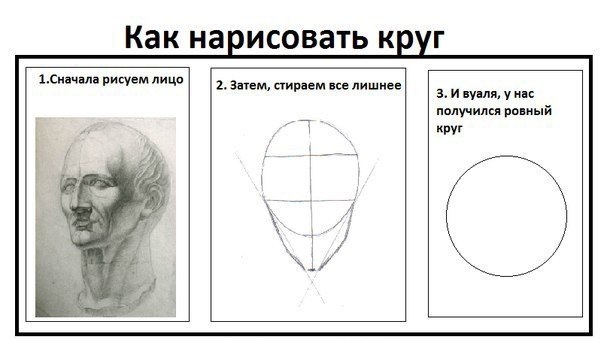 Как нарисовать круг
1.Сначала рисуем лицо
2. Затем, стираем все лишнее
3. И вуаля, у нас
получился ровный
круг